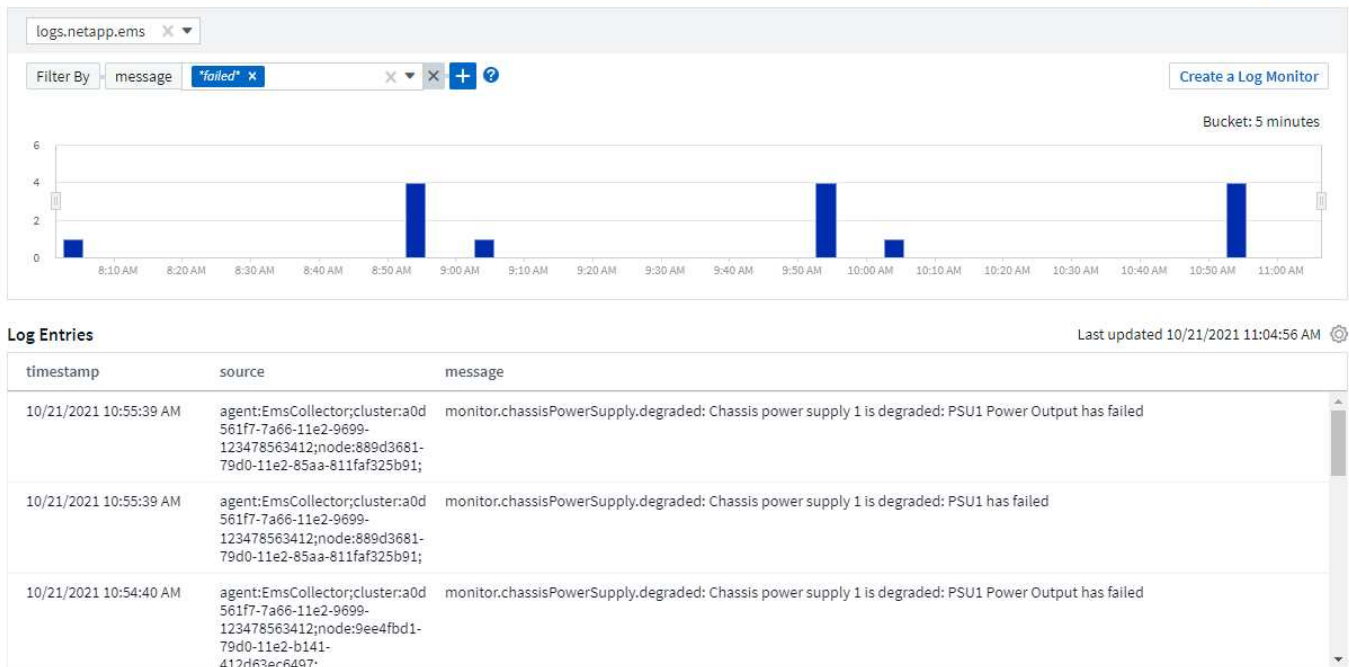 logs.netapp.ems
Filter By message *failed*
Create a Log Monitor
Bucket: 5 minutes
6
4
2
0
8:10 AM 8:20 AM 8:30 AM 8:40 AM 8:50 AM 9:00 AM 9:10 AM 9:20 AM 9:30 AM 9:40 AM 9:50 AM 10:00 AM 10:10 AM 10:20 AM 10:30 AM 10:40 AM 10:50 AM 11:00 AM
Log Entries
Last updated 10/21/2021 11:04:56 AM
timestamp source message
10/21/2021 10:55:39 AM agent:EmsCollector;cluster:a0d monitor.chassisPowerSupply.degraded: Chassis power supply 1 is degraded: PSU1 Power Output has failed
561f7-7a66-11e2-9699-
123478563412;node:889d3681-
79d0-11e2-85aa-811faf325b91;
10/21/2021 10:55:39 AM agent:EmsCollector;cluster:a0d monitor.chassisPowerSupply.degraded: Chassis power supply 1 is degraded: PSU1 has failed
561f7-7a66-11e2-9699-
123478563412;node:889d3681-
79d0-11e2-85aa-811faf325b91;
10/21/2021 10:54:40 AM agent:EmsCollector;cluster:a0d monitor.chassisPowerSupply.degraded: Chassis power supply 1 is degraded: PSU1 Power Output has failed
561f7-7a66-11e2-9699-
123478563412;node:9ee4fbd1-
79d0-11e2-b141-
412d63ec6497;